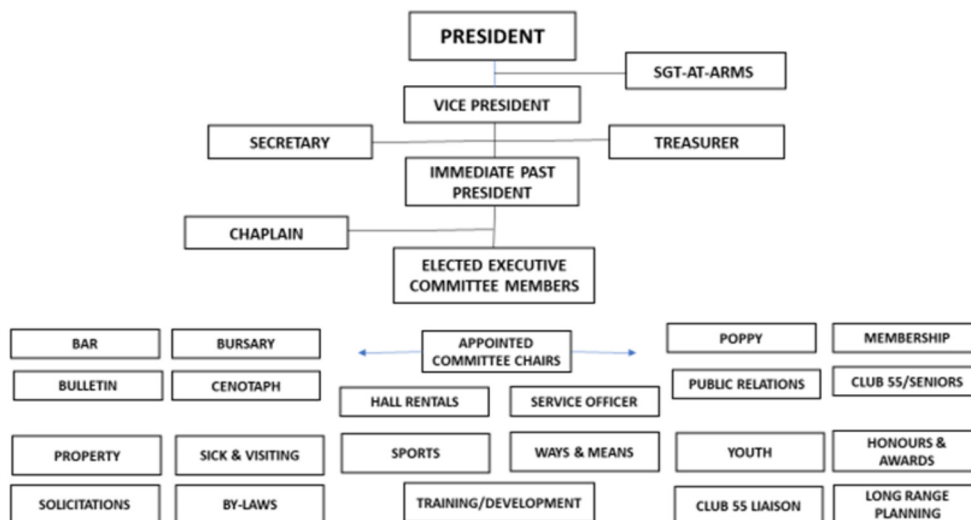 PRESIDENT
SGT-AT-ARMS
VICE PRESIDENT
SECRETARY
TREASURER
IMMEDIATE PAST
PRESIDENT
CHAPLAIN
ELECTED EXECUTIVE
COMMITTEE MEMBERS
BAR
BURSARY
APPOINTED
COMMITTEE CHAIRS
POPPY
MEMBERSHIP
BULLETIN
CENOTAPH
HALL RENTALS
SERVICE OFFICER
PUBLIC RELATIONS
CLUB 55/SENIORS
PROPERTY
SICK & VISITING
SPORTS
WAYS & MEANS
YOUTH
HONOURS &
AWARDS
SOLICITATIONS
BY-LAWS
TRAINING/DEVELOPMENT
CLUB 55 LIAISON
LONG RANGE
PLANNING